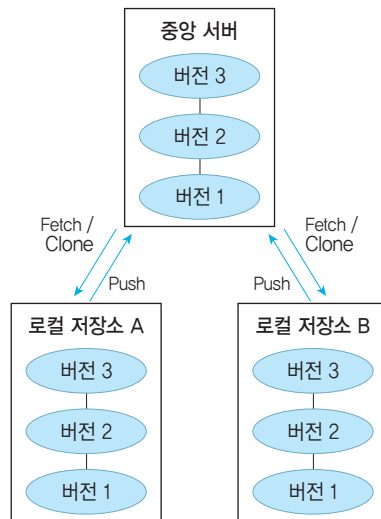 중앙 서버
버전 3
버전 2
버전 1
Fetch /
Clone
Push
Fetch /
Clone
Push
로컬 저장소 A
버전 3
버전 2
버전 1
로컬 저장소 B
버전 3
버전 2
버전 1